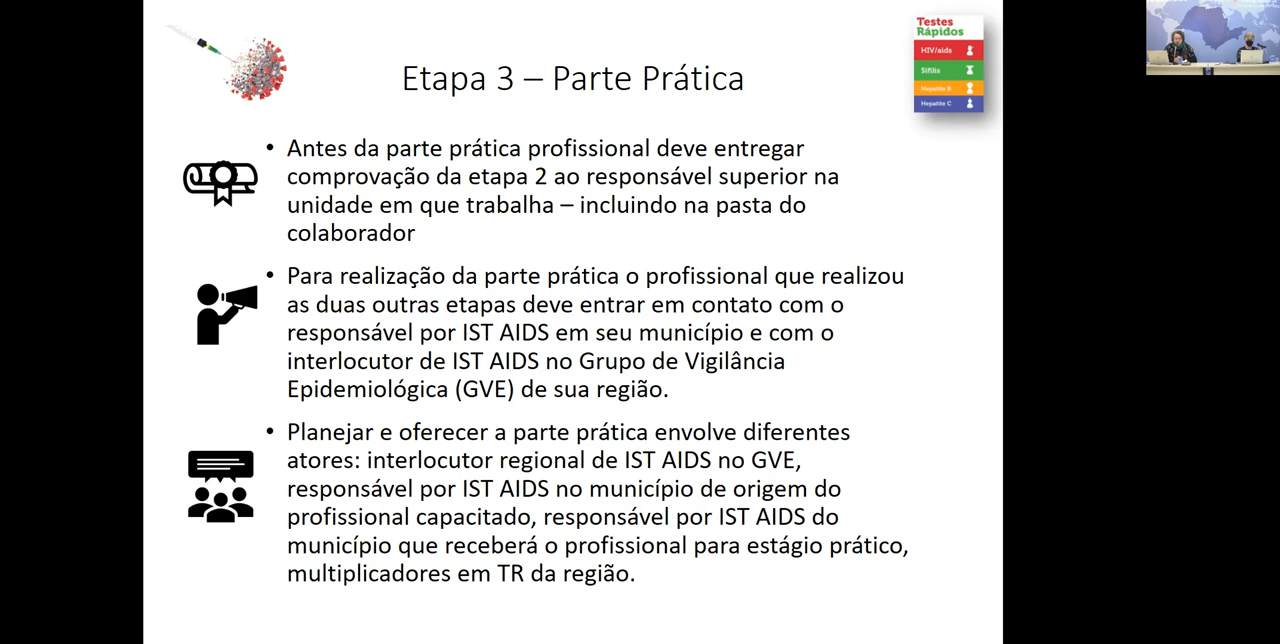 Testes
Rápidos
HIV/aids
Sífilis
Hepatite B
Hepatite C
Etapa 3 – Parte Prática
• Antes da parte prática profissional deve entregar
comprovação da etapa 2 ao responsável superior na
unidade em que trabalha – incluindo na pasta do
colaborador
• Para realização da parte prática o profissional que realizou
as duas outras etapas deve entrar em contato com o
responsável por IST AIDS em seu município e com o
interlocutor de IST AIDS no Grupo de Vigilância
Epidemiológica (GVE) de sua região.
• Planejar e oferecer a parte prática envolve diferentes
atores: interlocutor regional de IST AIDS no GVE,
responsável por IST AIDS no município de origem do
profissional capacitado, responsável por IST AIDS do
município que receberá o profissional para estágio prático,
multiplicadores em TR da região.